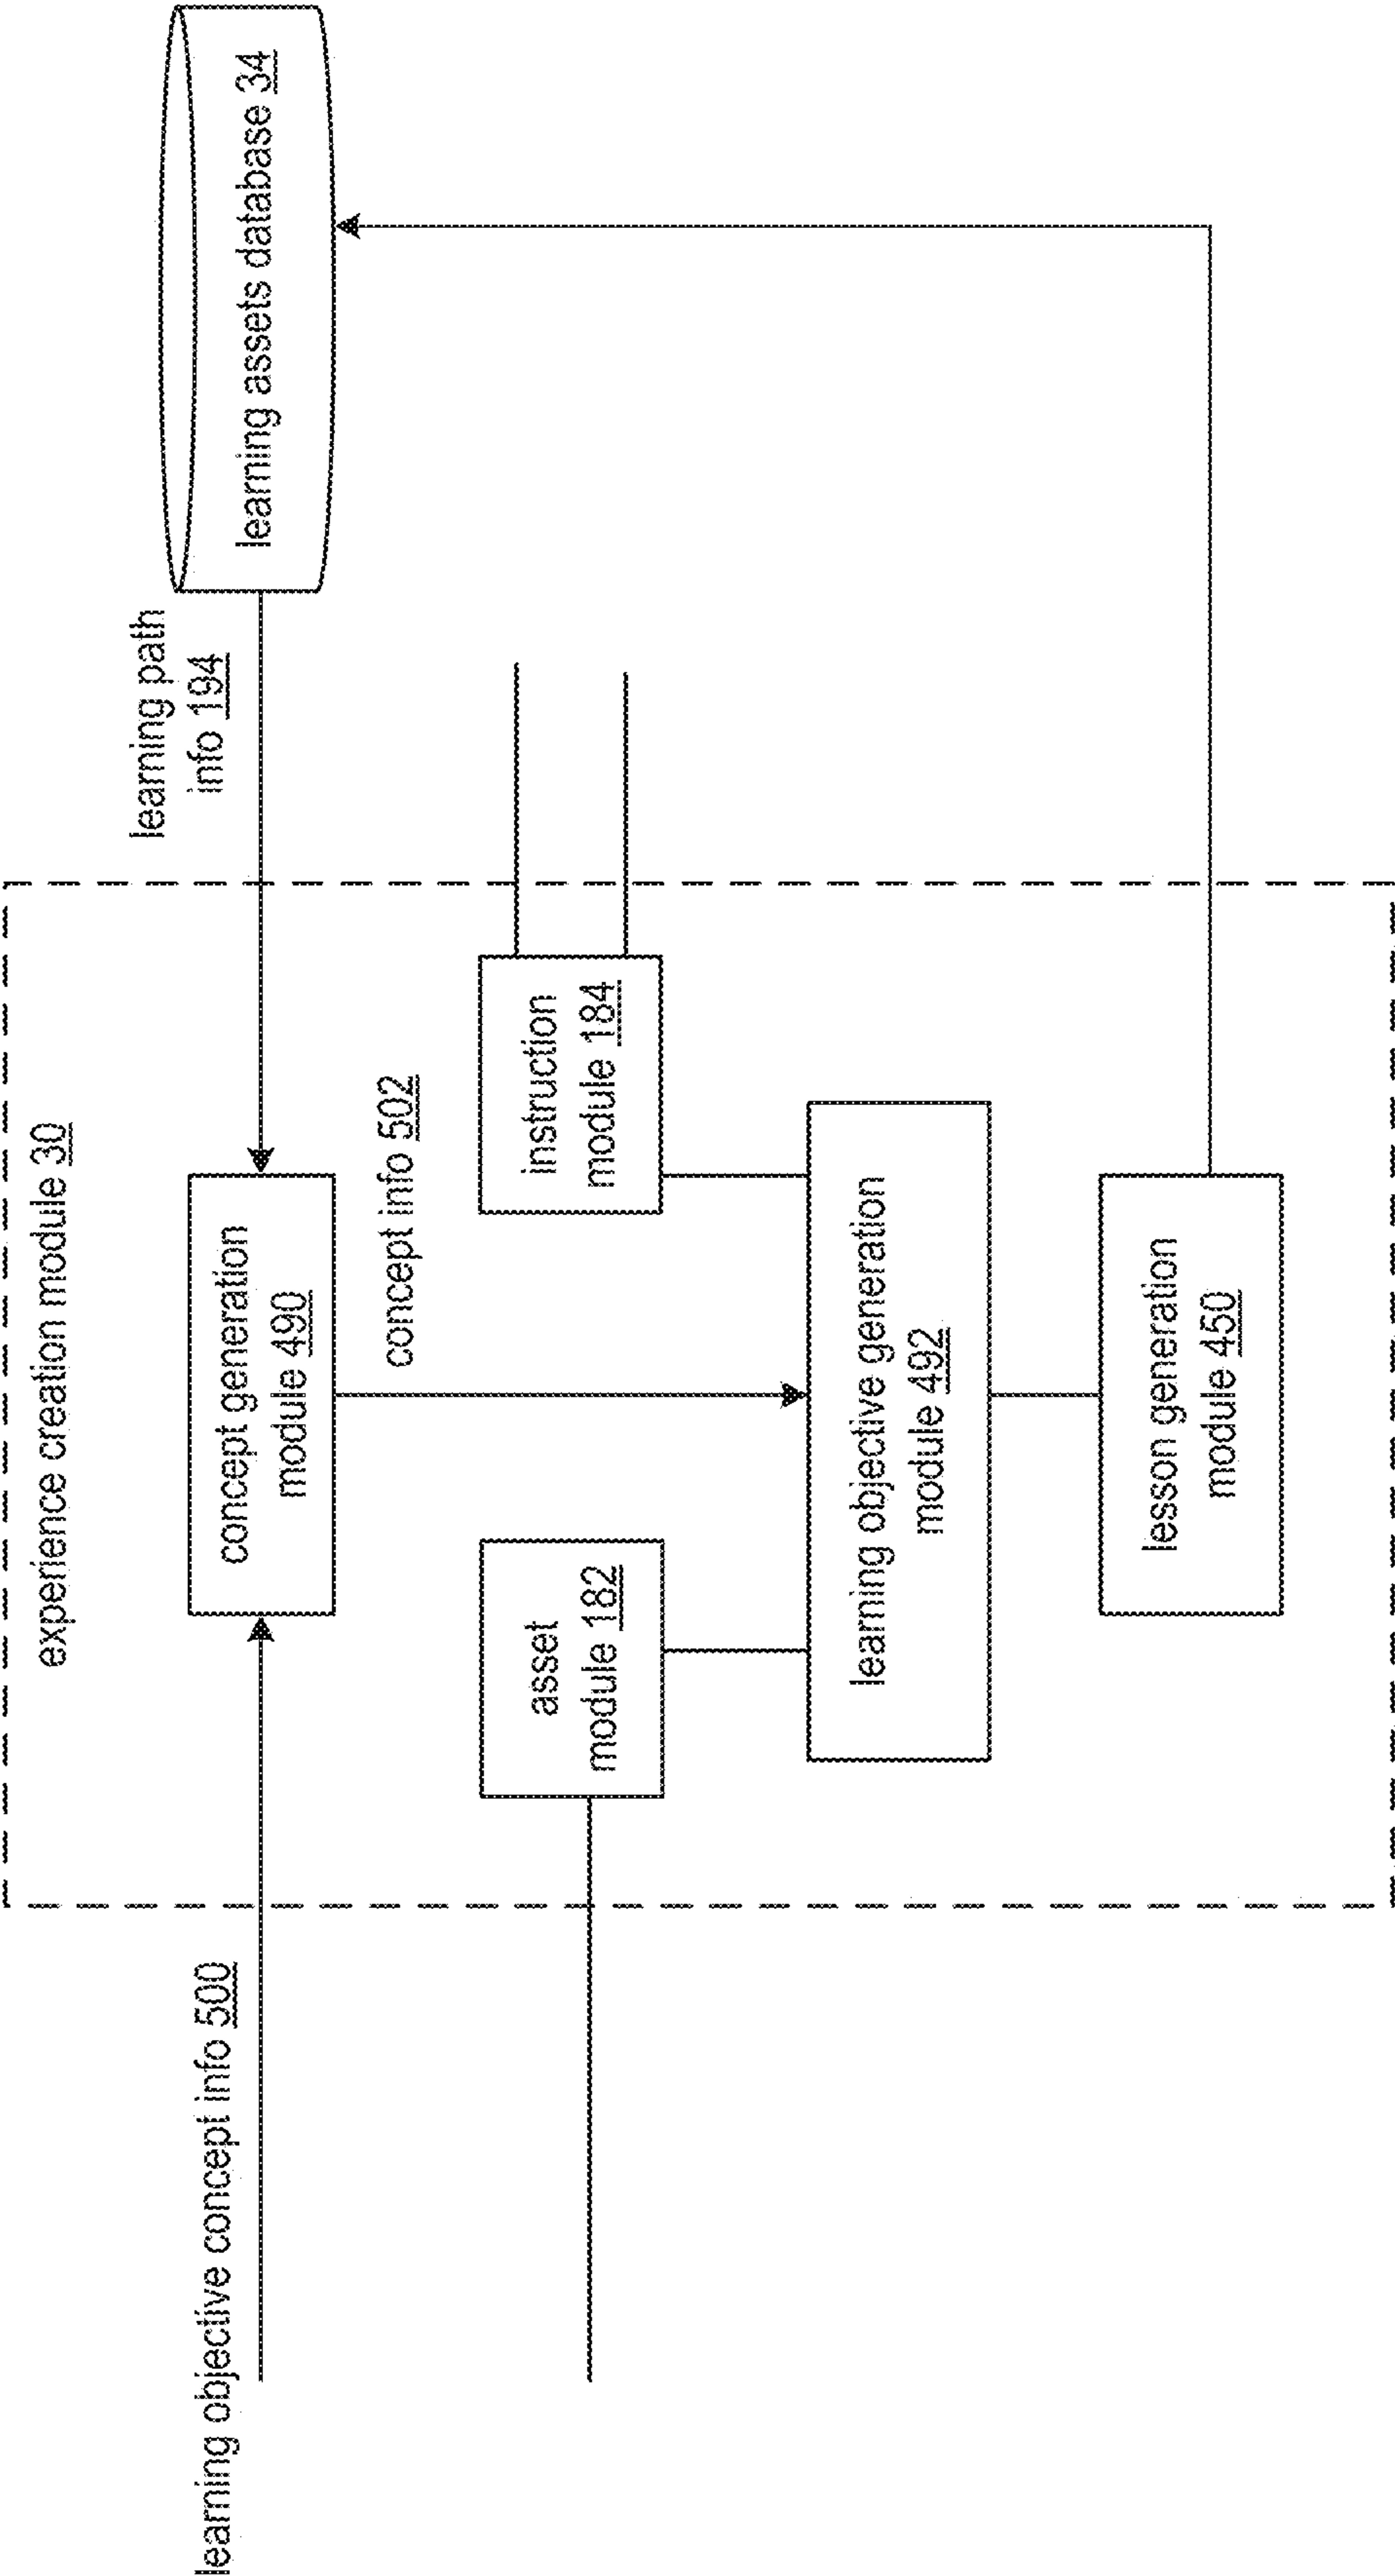 experience creation module 30
learning objective concept info 500
concept generation
module 490
learning path
info 194
learning assets database 34
concept info 502
asset
module 182
instruction
module 184
learning objective generation
module 492
lesson generation
module 450